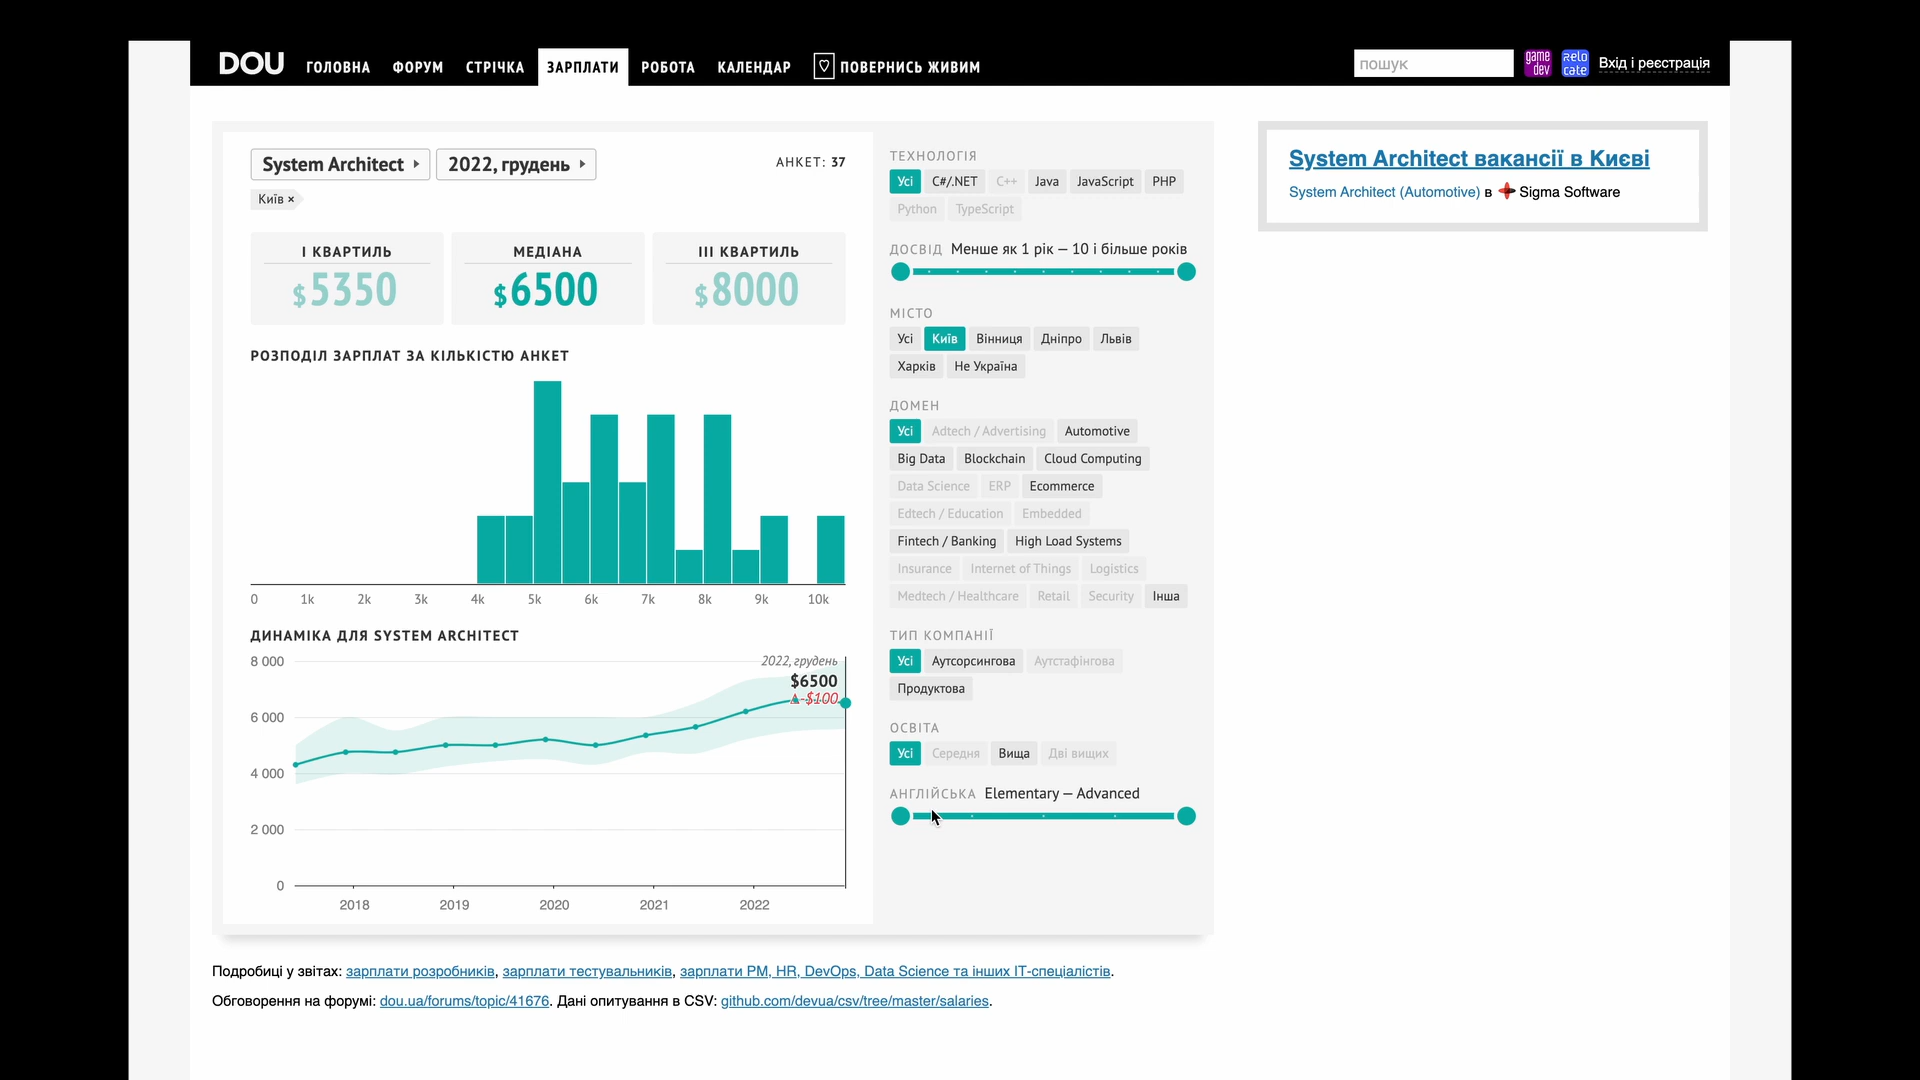 DOU ГОЛОВНА ФОРУМ СТРІЧКА ЗАРПЛАТИ РОБОТА КАЛЕНДАР ПОВЕРНИСЬ ЖИВИМ пошук game dev relo cate Вхід і реєстрація
System Architect ▸ 2022, грудень ▸ АНКЕТ: 37
Київ ×
І КВАРТИЛЬ МЕДІАНА ІІІ КВАРТИЛЬ
$5350 $6500 $8000
РОЗПОДІЛ ЗАРПЛАТ ЗА КІЛЬКІСТЮ АНКЕТ
0 1k 2k 3k 4k 5k 6k 7k 8k 9k 10k
ДИНАМІКА ДЛЯ SYSTEM ARCHITECT
8 000
2022, грудень
$6500
-$100
6 000
4 000
2 000
0
2018 2019 2020 2021 2022
ТЕХНОЛОГІЯ
Усі C#/.NET C++ Java JavaScript PHP
Python TypeScript
ДОСВІД Менше як 1 рік — 10 і більше років
МІСТО
Усі Київ Вінниця Дніпро Львів
Харків Не Україна
ДОМЕН
Усі Adtech / Advertising Automotive
Big Data Blockchain Cloud Computing
Data Science ERP Ecommerce
Edtech / Education Embedded
Fintech / Banking High Load Systems
Insurance Internet of Things Logistics
Medtech / Healthcare Retail Security Інша
ТИП КОМПАНІЇ
Усі Аутсорсингова Аутстафінгова
Продуктова
ОСВІТА
Усі Середня Вища Дві вищих
АНГЛІЙСЬКА Elementary — Advanced
System Architect вакансії в Києві
System Architect (Automotive) в Sigma Software
Подробиці у звітах: зарплати розробників, зарплати тестувальників, зарплати PM, HR, DevOps, Data Science та інших ІТ-спеціалістів.
Обговорення на форумі: dou.ua/forums/topic/41676. Дані опитування в CSV: github.com/devua/csv/tree/master/salaries.